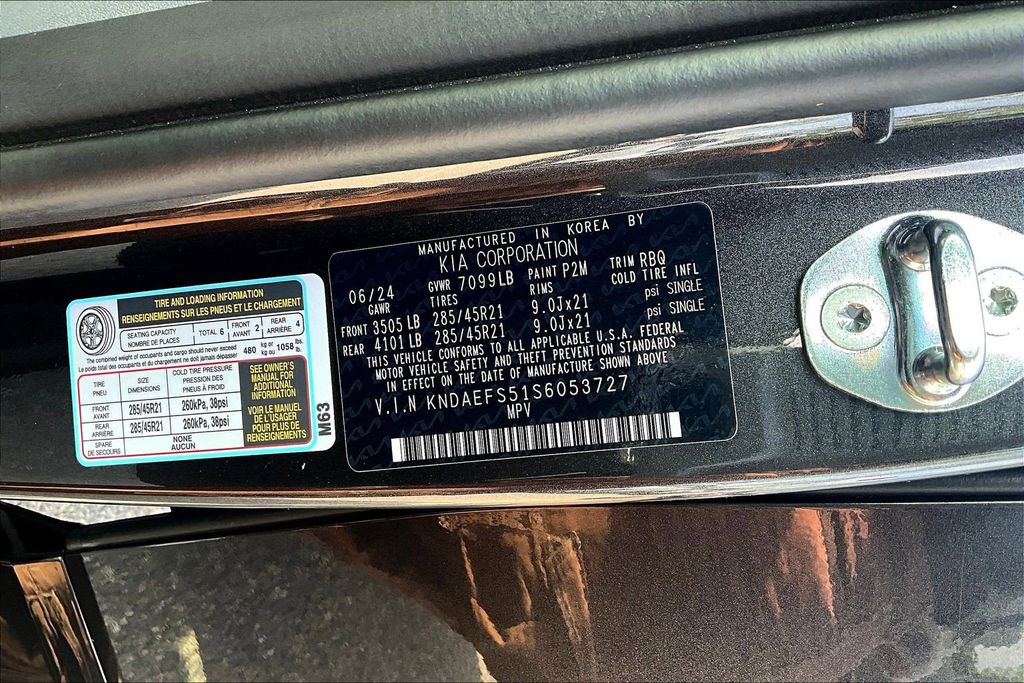 MANUFACTURED IN KOREA BY
KIA CORPORATION
06/24 GVWR 7099LB PAINT P2M TRIM RBQ
GAWR TIRES RIMS COLD TIRE INFL
FRONT 3505 LB 285/45R21 9.0Jx21 psi SINGLE
REAR 4101 LB 285/45R21 9.0Jx21 psi SINGLE
THIS VEHICLE CONFORMS TO ALL APPLICABLE U.S.A. FEDERAL
MOTOR VEHICLE SAFETY AND THEFT PREVENTION STANDARDS
IN EFFECT ON THE DATE OF MANUFACTURE SHOWN ABOVE
V.I.N KNDAEFS51S6053727
MPV
TIRE AND LOADING INFORMATION
RENSEIGNEMENTS SUR LES PNEUS ET LE CHARGEMENT
SEATING CAPACITY TOTAL 6 FRONT 2 REAR 4
NOMBRE DE PLACES AVANT ARRIÈRE
The combined weight of occupants and cargo should never exceed 480 kg or 1058 lbs.
Le poids total des occupants et du chargement ne doit jamais dépasser kg ou lb.
TIRE SIZE COLD TIRE PRESSURE
PNEU DIMENSIONS PRESSION DES PNEUS À FROID
FRONT 285/45R21 260kPa, 38psi
AVANT
REAR 285/45R21 260kPa, 38psi
ARRIÈRE
SPARE NONE
DE SECOURS AUCUN
SEE OWNER'S
MANUAL FOR
ADDITIONAL
INFORMATION
VOIR LE MANUEL
DE L'USAGER
POUR PLUS DE
RENSEIGNEMENTS
M63